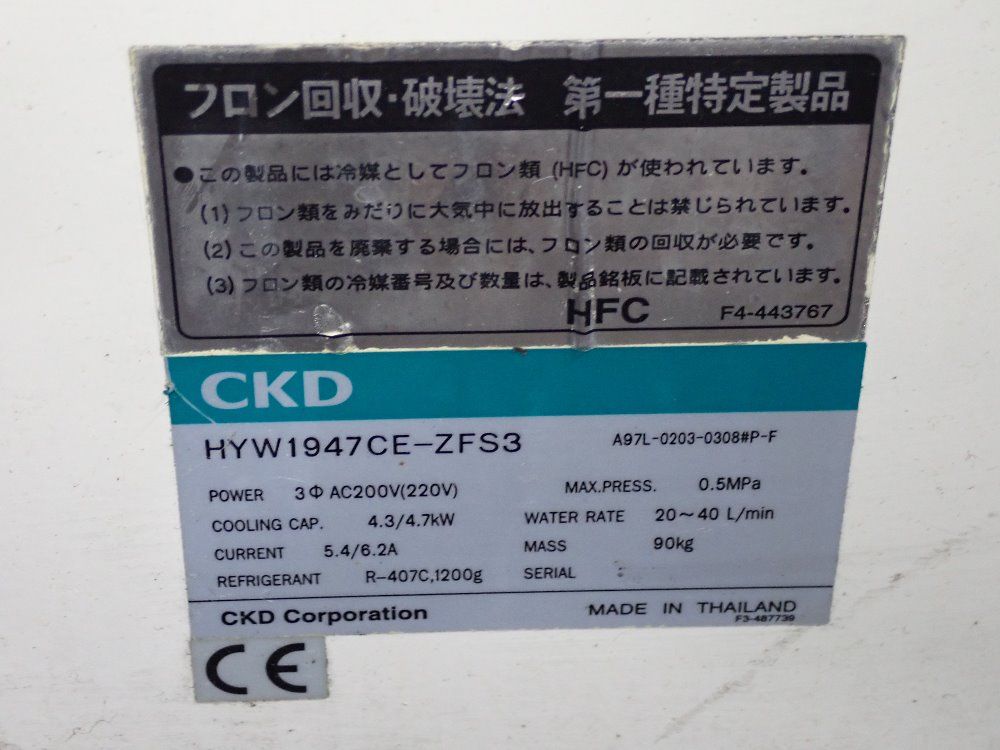 フロン回収・破壊法 第一種特定製品
●この製品には冷媒としてフロン類(HFC)が使われています。
(1)フロン類をみだりに大気中に放出することは禁じられています。
(2)この製品を廃棄する場合には、フロン類の回収が必要です。
(3)フロン類の冷媒番号及び数量は、製品銘板に記載されています。
HFC F4-443767
CKD
HYW1947CE-ZFS3 A97L-0203-0308#P-F
POWER 3Φ AC200V(220V) MAX.PRESS. 0.5MPa
COOLING CAP. 4.3/4.7kW WATER RATE 20～40 L/min
CURRENT 5.4/6.2A MASS 90kg
REFRIGERANT R-407C,1200g SERIAL :
CKD Corporation MADE IN THAILAND
F3-487739
CE